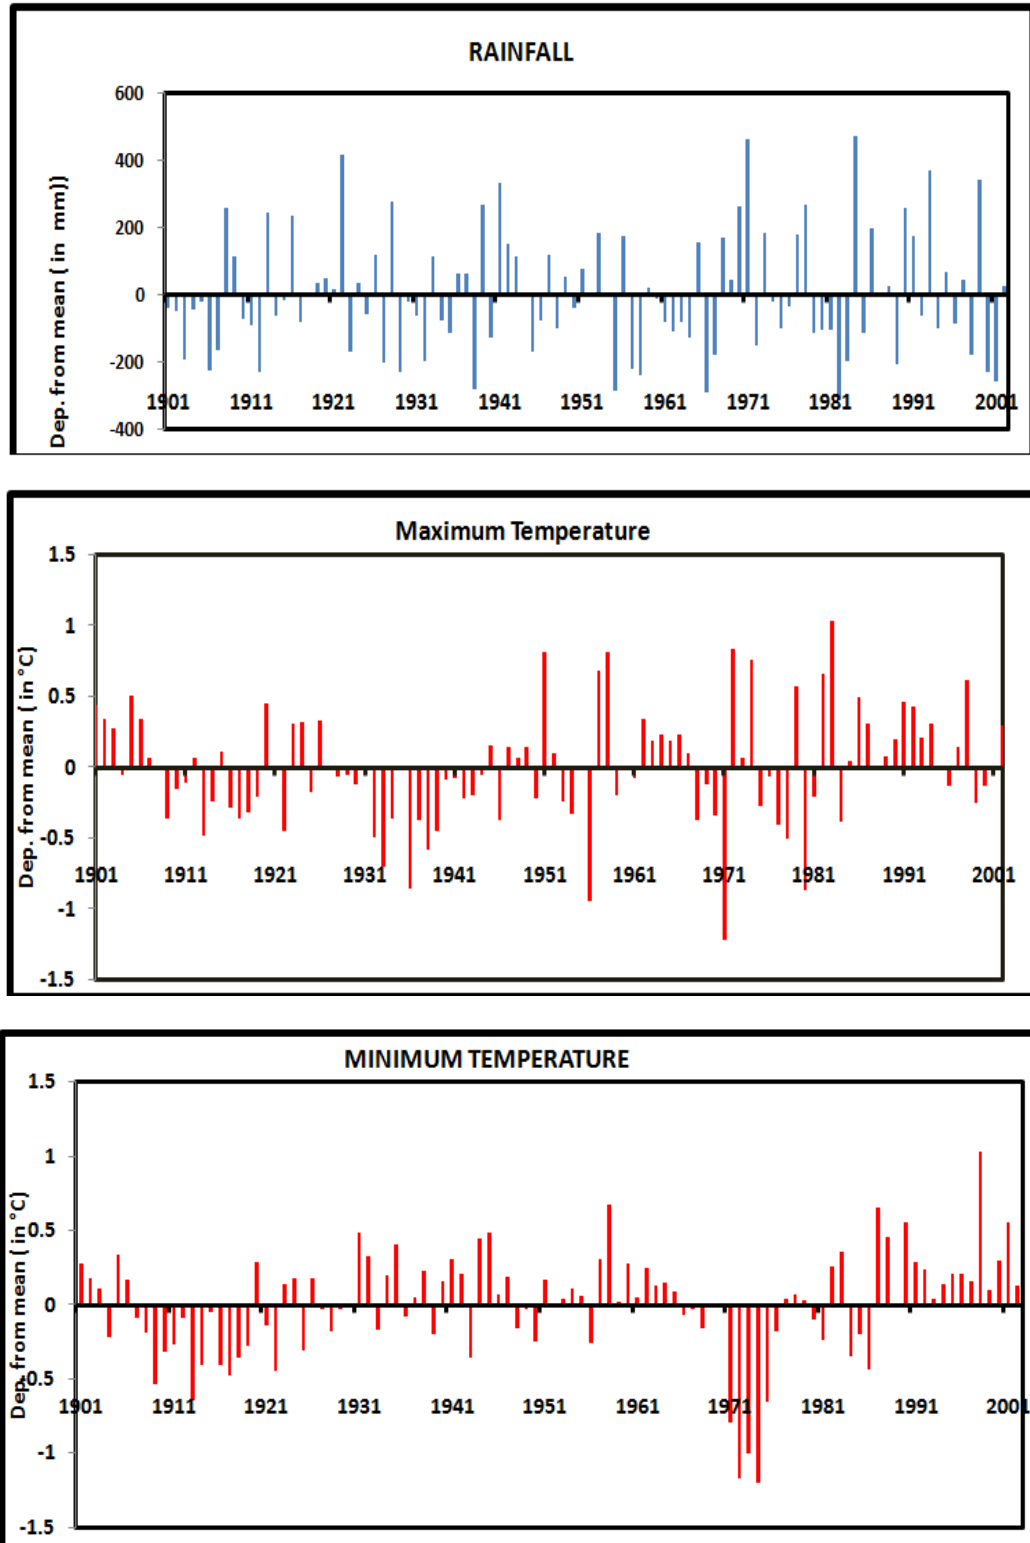 RAINFALL
Dep. from mean ( in mm))
600
400
200
0
-200
-400
1901 1911 1921 1931 1941 1951 1961 1971 1981 1991 2001
Maximum Temperature
Dep. from mean ( in °C)
1.5
1
0.5
0
-0.5
-1
-1.5
1901 1911 1921 1931 1941 1951 1961 1971 1981 1991 2001
MINIMUM TEMPERATURE
Dep. from mean ( in °C)
1.5
1
0.5
0
-0.5
-1
-1.5
1901 1911 1921 1931 1941 1951 1961 1971 1981 1991 2001